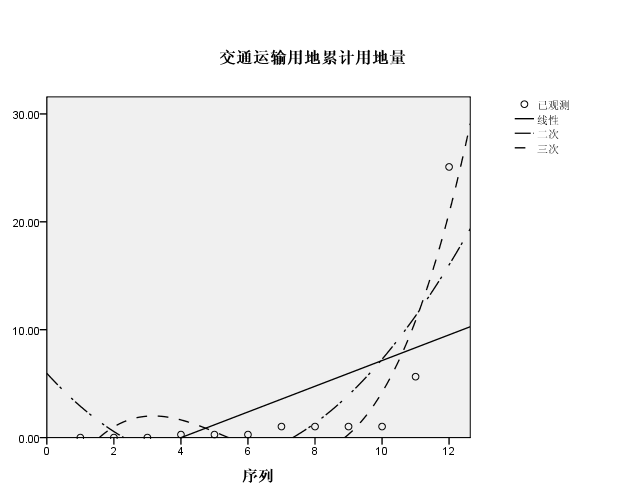 交通运输用地累计用地量
30.00
20.00
10.00
0.00
0 2 4 6 8 10 12
序列
已观测
线性
二次
三次